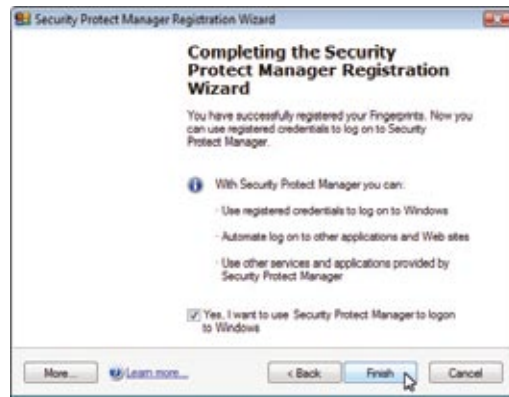 Security Protect Manager Registration Wizard
Completing the Security
Protect Manager Registration
Wizard
You have successfully registered your Fingerprints. Now you
can use registered credentials to log on to Security
Protect Manager.
With Security Protect Manager you can:
· Use registered credentials to log on to Windows
· Automate log on to other applications and Web sites
· Use other services and applications provided by
Security Protect Manager
Yes, I want to use Security Protect Manager to logon
to Windows
More... Learn more... < Back Finish Cancel